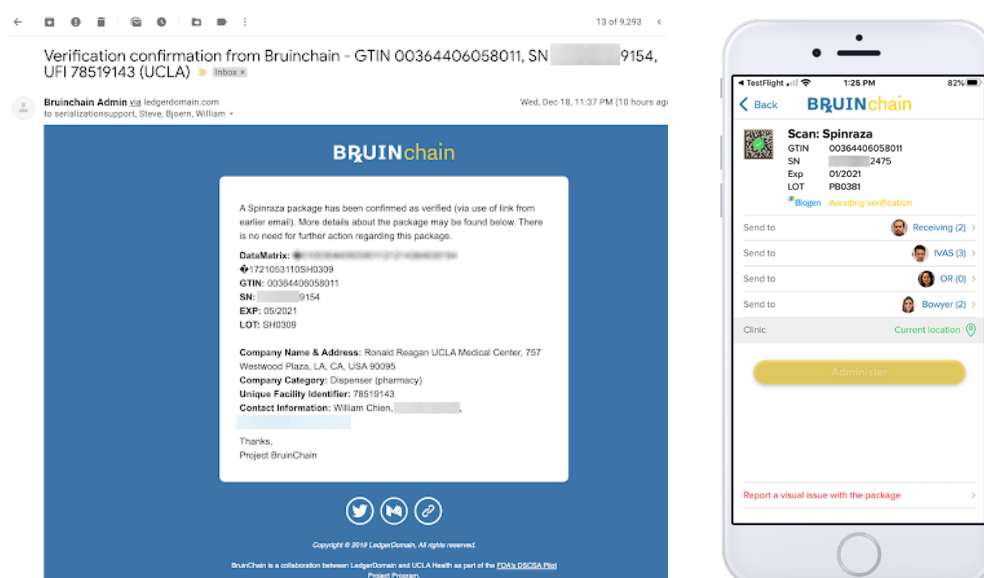 13 of 9,293
Verification confirmation from Bruinchain - GTIN 00364406058011, SN 9154,
UFI 78519143 (UCLA) Inbox x
Bruinchain Admin via ledgerdomain.com
Wed, Dec 18, 11:37 PM (10 hours ago
to serializationsupport, Steve, Bjoern, William
BRUINchain
A Spinraza package has been confirmed as verified (via use of link from
earlier email). More details about the package may be found below. There
is no need for further action regarding this package.
DataMatrix:
�1721053110SH0309
GTIN: 00364406058011
SN: 9154
EXP: 05/2021
LOT: SH0309
Company Name & Address: Ronald Reagan UCLA Medical Center, 757
Westwood Plaza, LA, CA, USA 90095
Company Category: Dispenser (pharmacy)
Unique Facility Identifier: 78519143
Contact Information: William Chien, ,
Thanks,
Project BruinChain
Copyright © 2019 LedgerDomain, All rights reserved.
BruinChain is a collaboration between LedgerDomain and UCLA Health as part of the FDA's DSCSA Pilot
Project Program.
TestFlight 1:25 PM 82%
Back BRUINchain
Scan: Spinraza
GTIN 00364406058011
SN 2475
Exp 01/2021
LOT PB0381
Biogen Awaiting verification
Send to Receiving (2)
Send to IVAS (3)
Send to OR (0)
Send to Bowyer (2)
Clinic Current location
Administer
Report a visual issue with the package